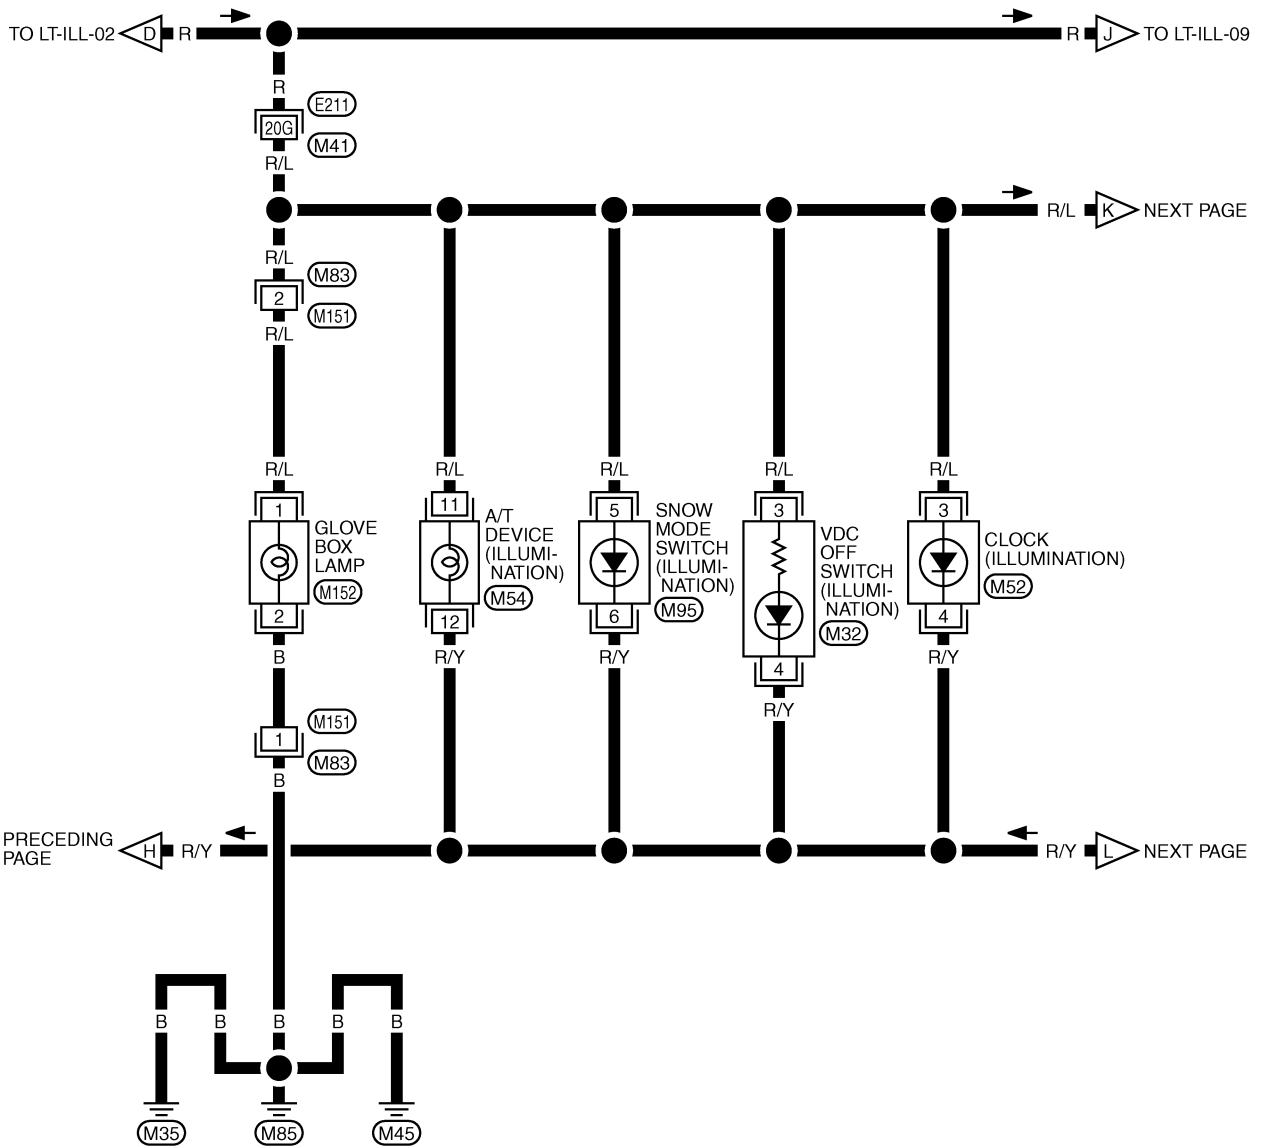 TO LT-ILL-02 D R R J TO LT-ILL-09
R
E211
20G
M41
R/L
R/L K NEXT PAGE
R/L
M83
2
M151
R/L
R/L R/L R/L R/L R/L
1 11 5 3 3
GLOVE
BOX
LAMP
M152
A/T
DEVICE
(ILLUMI-
NATION)
M54
SNOW
MODE
SWITCH
(ILLUMI-
NATION)
M95
VDC
OFF
SWITCH
(ILLUMI-
NATION)
M32
CLOCK
(ILLUMINATION)
M52
2 12 6 4 4
B R/Y R/Y R/Y R/Y
M151
1
M83
B
PRECEDING
PAGE
H R/Y R/Y L NEXT PAGE
B B B B B
M35 M85 M45